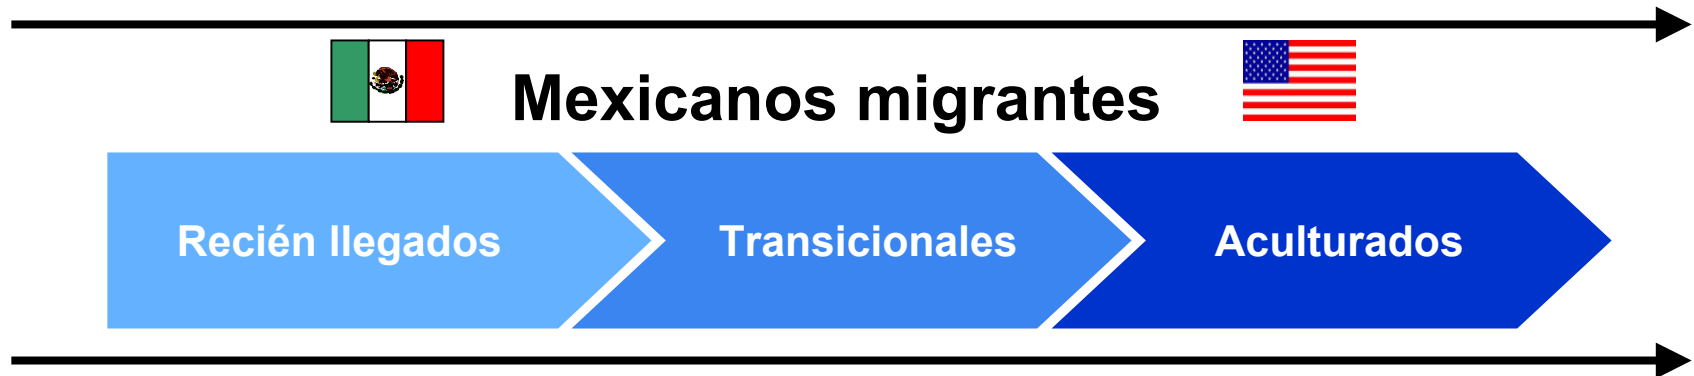 Mexicanos migrantes
Recién llegados
Transicionales
Aculturados